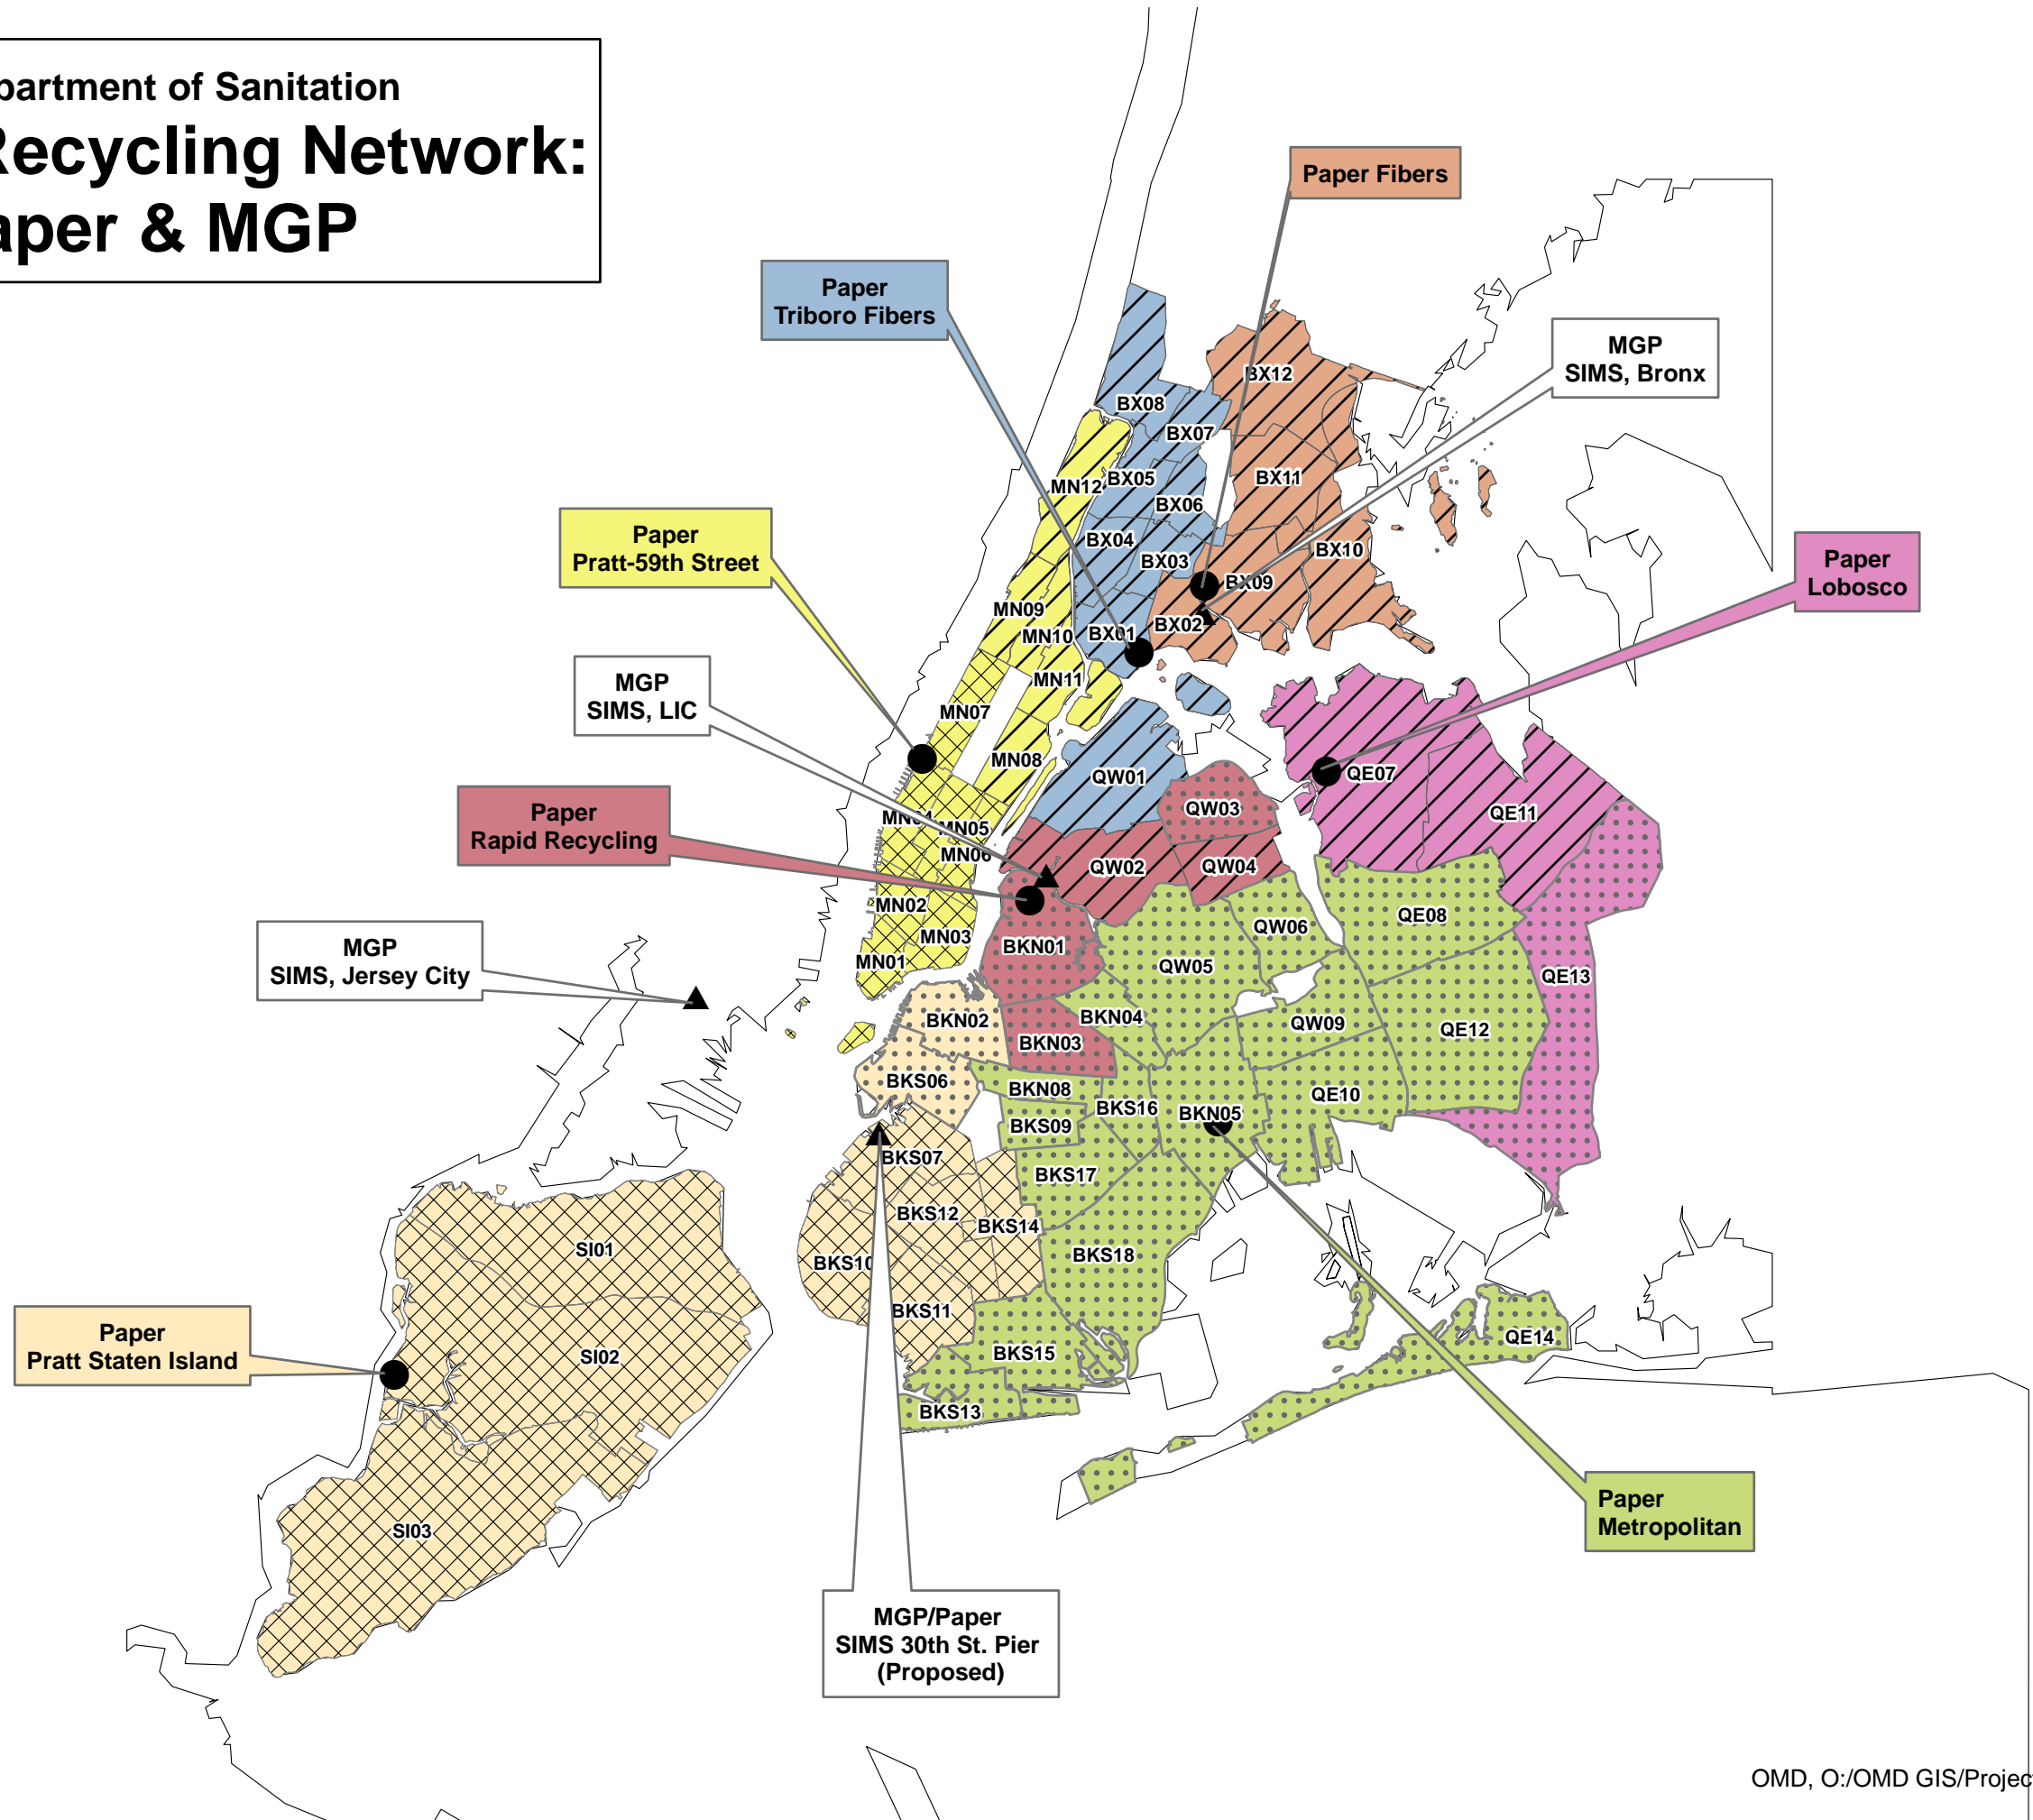 partment of Sanitation
Recycling Network:
aper & MGP
Paper Fibers
Paper
Triboro Fibers
MGP
SIMS, Bronx
Paper
Pratt-59th Street
Paper
Lobosco
MGP
SIMS, LIC
Paper
Rapid Recycling
MGP
SIMS, Jersey City
Paper
Pratt Staten Island
MGP/Paper
SIMS 30th St. Pier
(Proposed)
Paper
Metropolitan
BX12
BX08
BX07
BX05
BX11
MN12
BX06
BX04
BX10
BX03
BX09
MN09
BX02
MN10
BX01
MN11
MN07
MN08
QW01
QE07
QW03
QE11
MN04
MN05
MN06
QW02
QW04
MN02
QE08
QW06
MN03
BKN01
MN01
QW05
QE13
BKN02
BKN04
QW09
QE12
BKN03
BKS06
BKN08
QE10
BKS16
BKN05
BKS09
BKS07
BKS17
BKS12
BKS14
SI01
BKS18
BKS10
BKS11
QE14
SI02
BKS15
BKS13
SI03
OMD, O:/OMD GIS/Projec